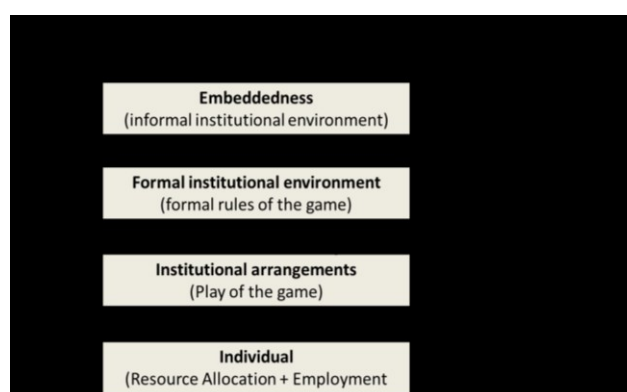 Embeddedness
(informal institutional environment)
Formal institutional environment
(formal rules of the game)
Institutional arrangements
(Play of the game)
Individual
(Resource Allocation + Employment